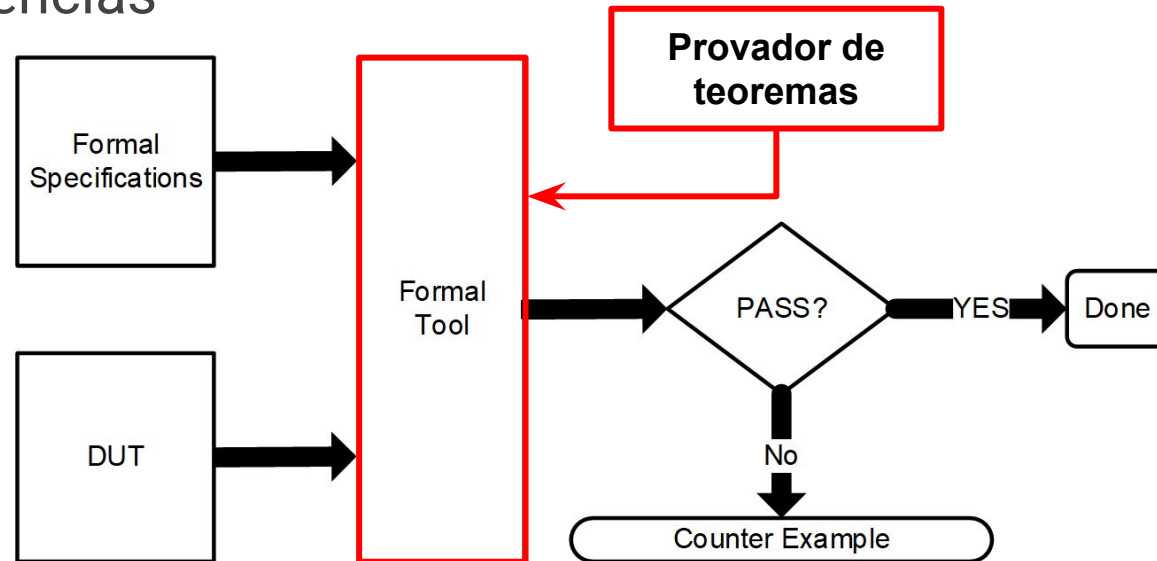 Provador de
teoremas
Formal
Specifications
Formal
Tool
PASS?
YES
Done
DUT
No
Counter Example